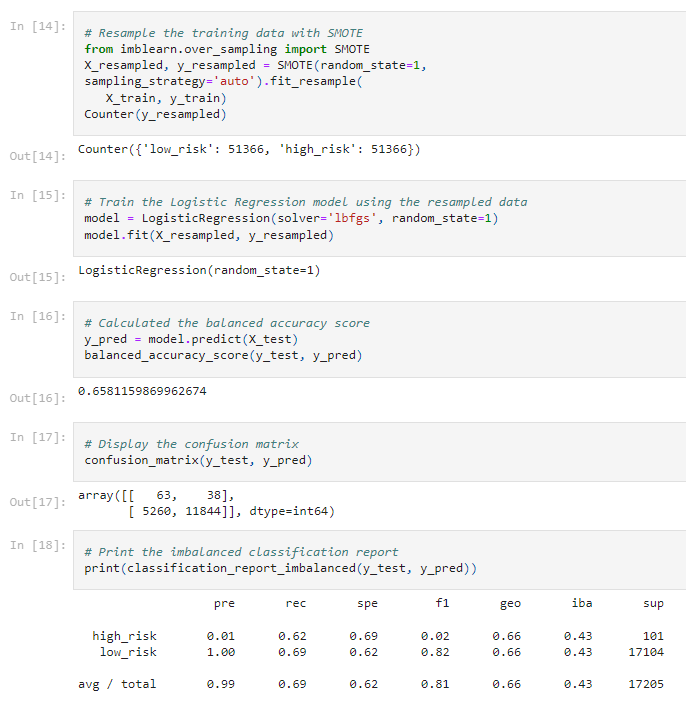 In [14]:
# Resample the training data with SMOTE
from imblearn.over_sampling import SMOTE
X_resampled, y_resampled = SMOTE(random_state=1,
sampling_strategy='auto').fit_resample(
   X_train, y_train)
Counter(y_resampled)
Out[14]:
Counter({'low_risk': 51366, 'high_risk': 51366})
In [15]:
# Train the Logistic Regression model using the resampled data
model = LogisticRegression(solver='lbfgs', random_state=1)
model.fit(X_resampled, y_resampled)
Out[15]:
LogisticRegression(random_state=1)
In [16]:
# Calculated the balanced accuracy score
y_pred = model.predict(X_test)
balanced_accuracy_score(y_test, y_pred)
Out[16]:
0.6581159869962674
In [17]:
# Display the confusion matrix
confusion_matrix(y_test, y_pred)
Out[17]:
array([[   63,    38],
       [ 5260, 11844]], dtype=int64)
In [18]:
# Print the imbalanced classification report
print(classification_report_imbalanced(y_test, y_pred))
                   pre       rec       spe        f1       geo       iba       sup
  high_risk       0.01      0.62      0.69      0.02      0.66      0.43       101
   low_risk       1.00      0.69      0.62      0.82      0.66      0.43     17104
avg / total       0.99      0.69      0.62      0.81      0.66      0.43     17205